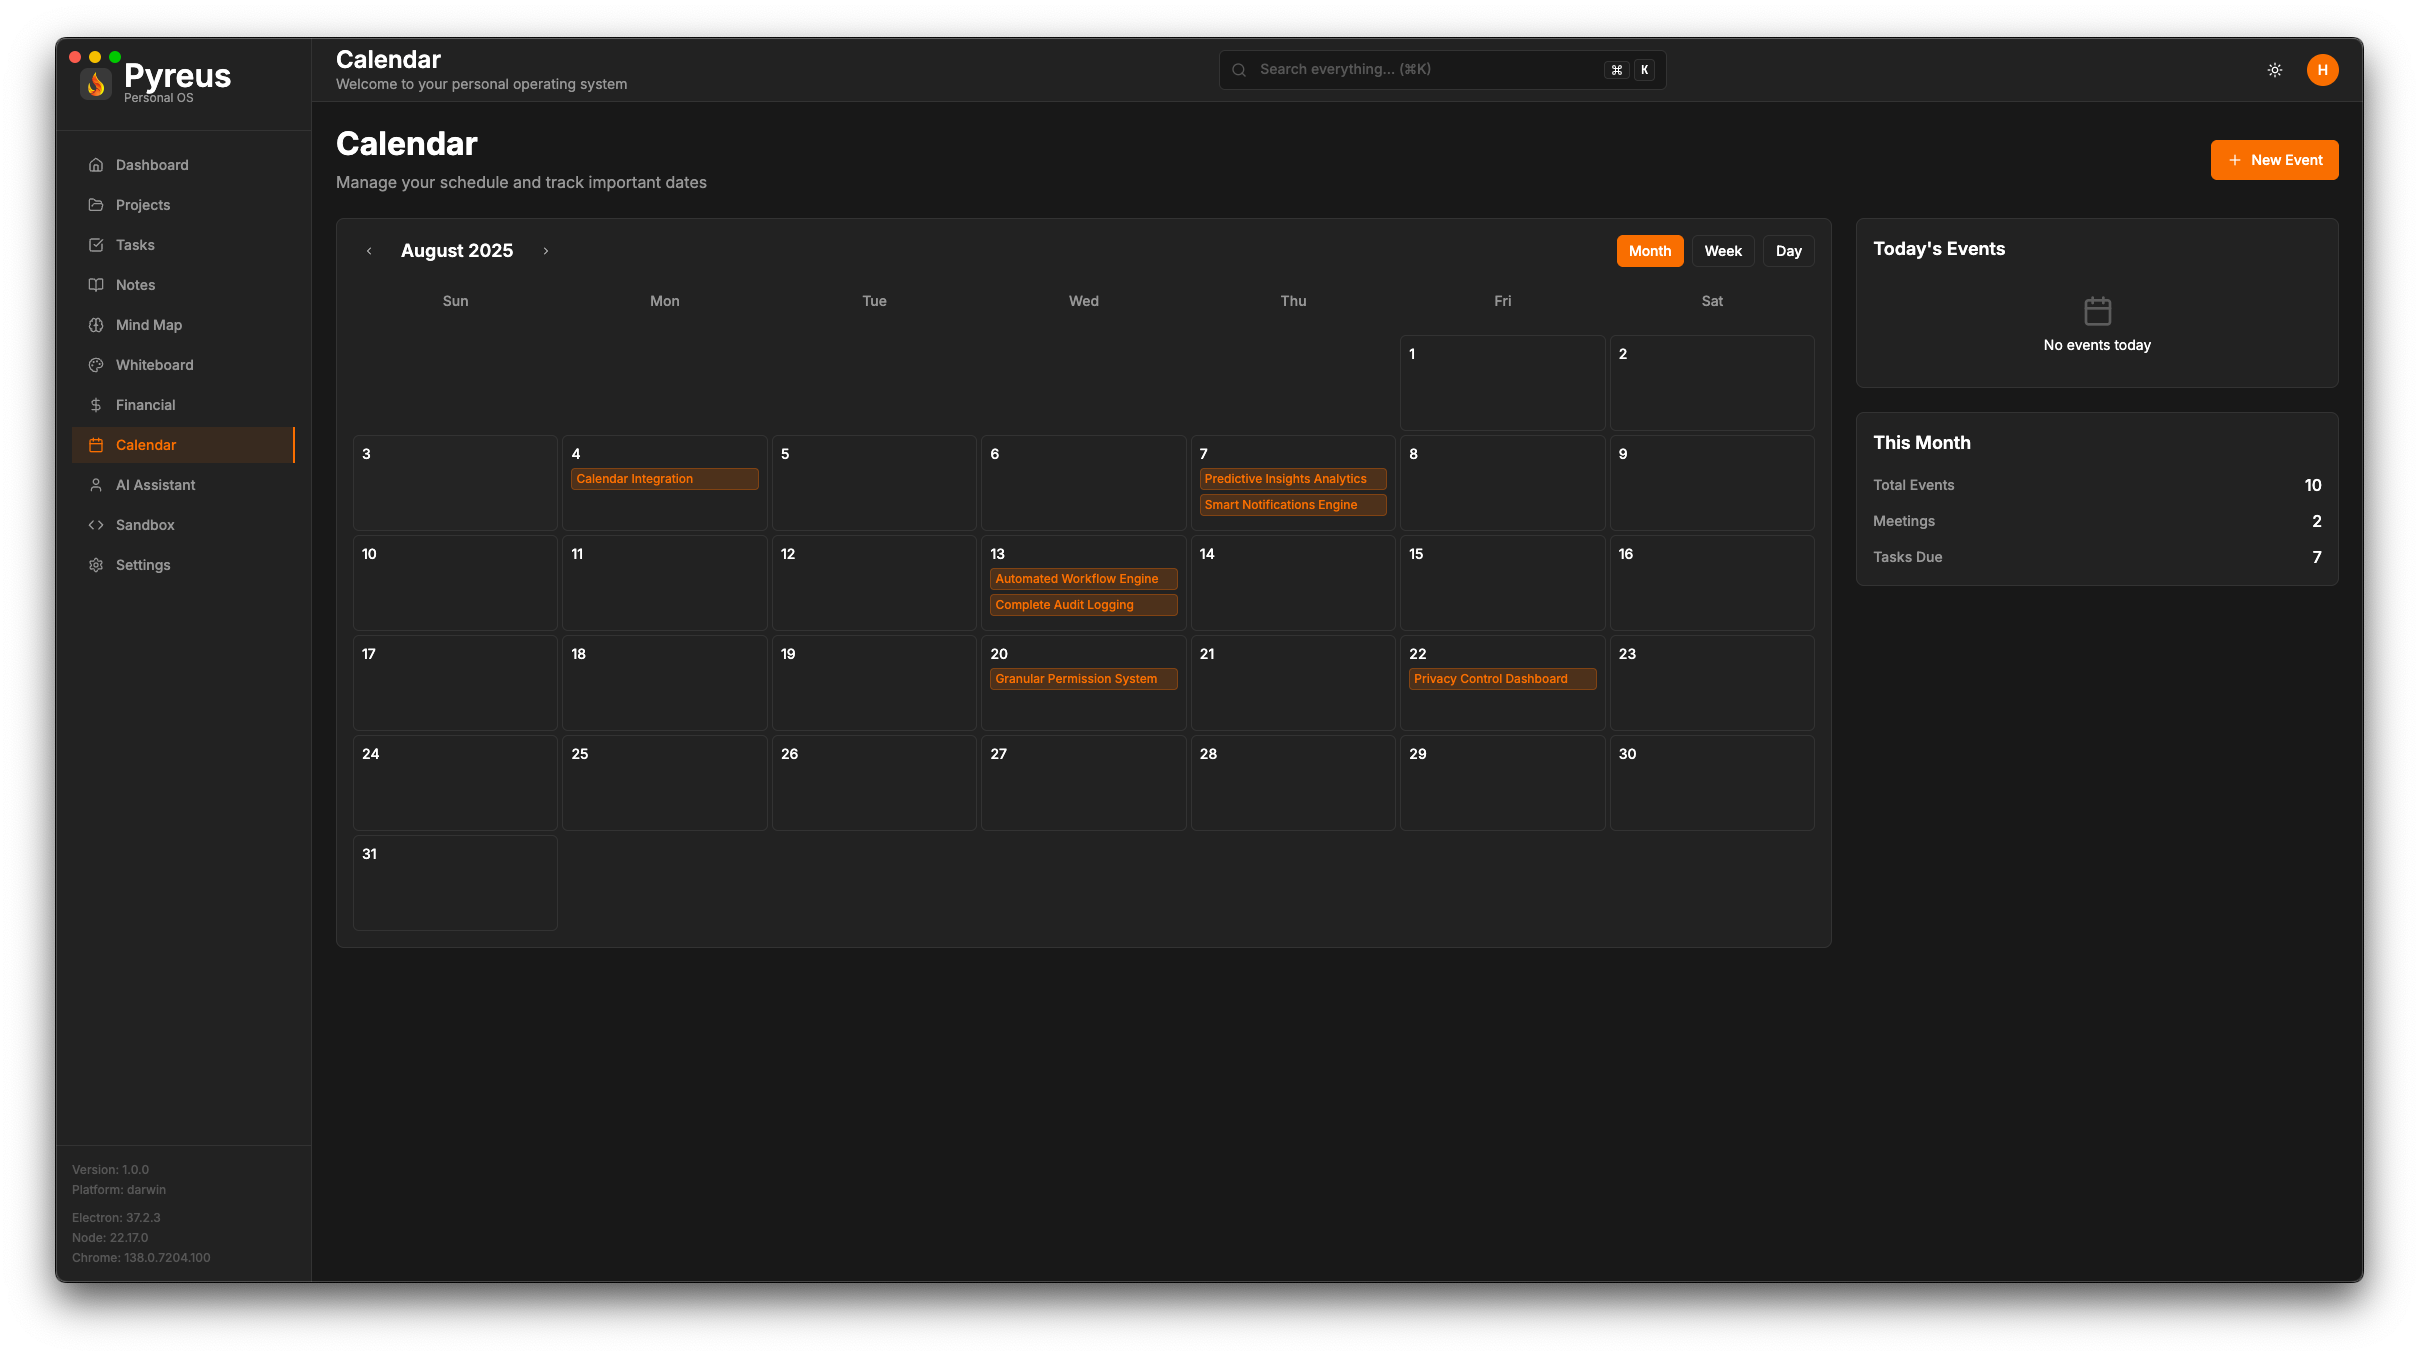 Pyreus
Personal OS
Dashboard
Projects
Tasks
Notes
Mind Map
Whiteboard
Financial
Calendar
AI Assistant
Sandbox
Settings
Version: 1.0.0
Platform: darwin
Electron: 37.2.3
Node: 22.17.0
Chrome: 138.0.7204.100
Calendar
Welcome to your personal operating system
Search everything... (⌘K)
⌘ K
H
Calendar
Manage your schedule and track important dates
New Event
August 2025
Month Week Day
Sun Mon Tue Wed Thu Fri Sat
1 2
3 4 5 6 7 8 9
Calendar Integration Predictive Insights Analytics
Smart Notifications Engine
10 11 12 13 14 15 16
Automated Workflow Engine
Complete Audit Logging
17 18 19 20 21 22 23
Granular Permission System Privacy Control Dashboard
24 25 26 27 28 29 30
31
Today's Events
No events today
This Month
Total Events 10
Meetings 2
Tasks Due 7